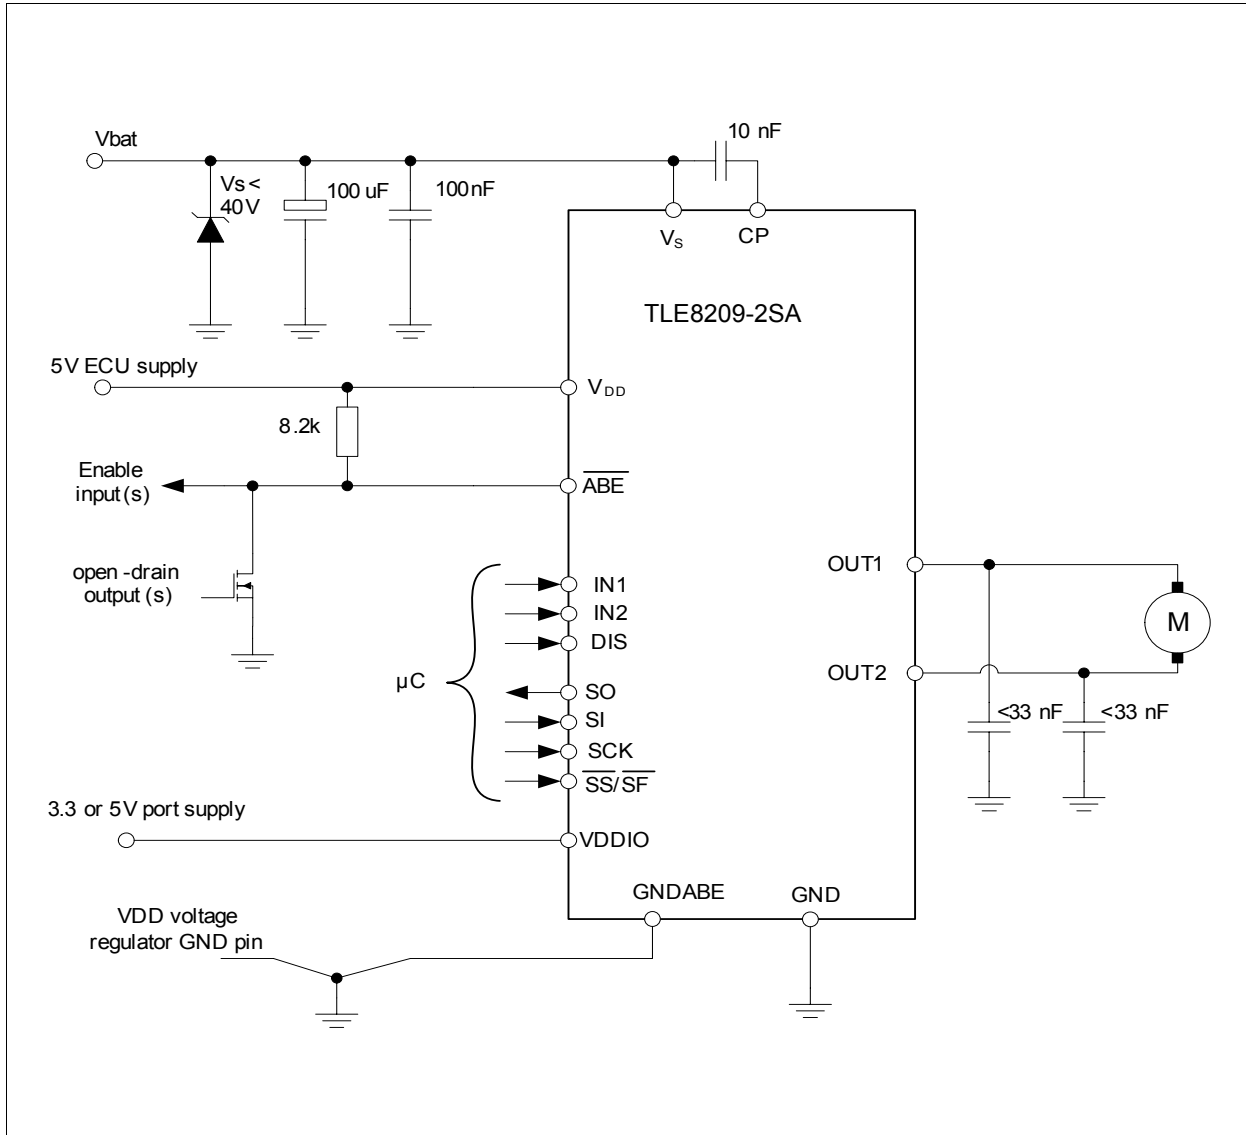 Vbat
10 nF
Vs<
40V
100 uF
100nF
VS
CP
TLE8209-2SA
5V ECU supply
VDD
8.2k
Enable
input(s)
ABE
open-drain
output(s)
OUT1
IN1
IN2
DIS
M
µC
OUT2
SO
SI
SCK
SS/SF
<33 nF
<33 nF
3.3 or 5V port supply
VDDIO
GNDABE
GND
VDD voltage
regulator GND pin